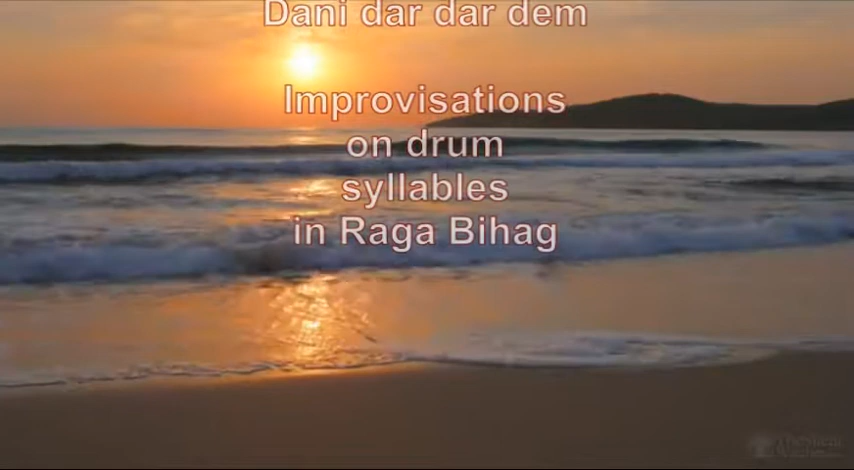 Dani dar dar dem
Improvisations
on drum
syllables
in Raga Bihag